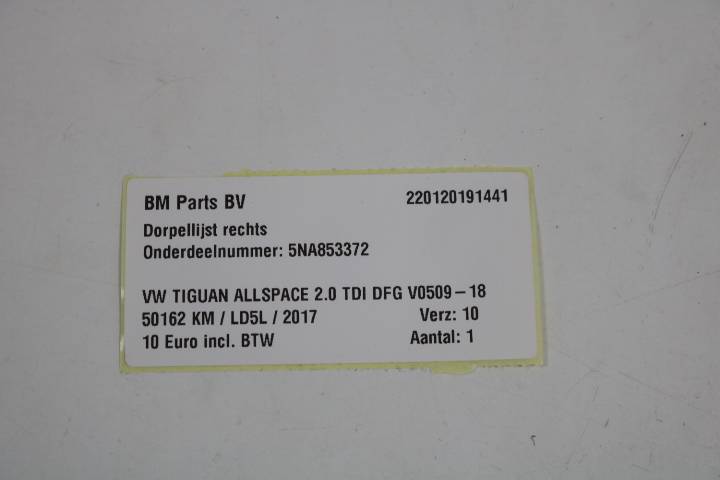 BM Parts BV 220120191441
Dorpellijst rechts
Onderdeelnummer: 5NA853372
VW TIGUAN ALLSPACE 2.0 TDI DFG V0509-18
50162 KM / LD5L / 2017 Verz: 10
10 Euro incl. BTW Aantal: 1